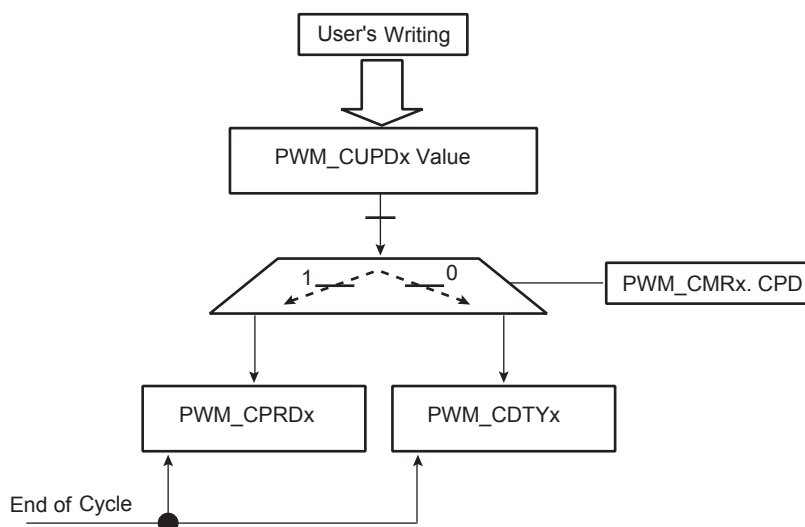 User's Writing
PWM_CUPDx Value
1
0
PWM_CMRx. CPD
PWM_CPRDx
PWM_CDTYx
End of Cycle